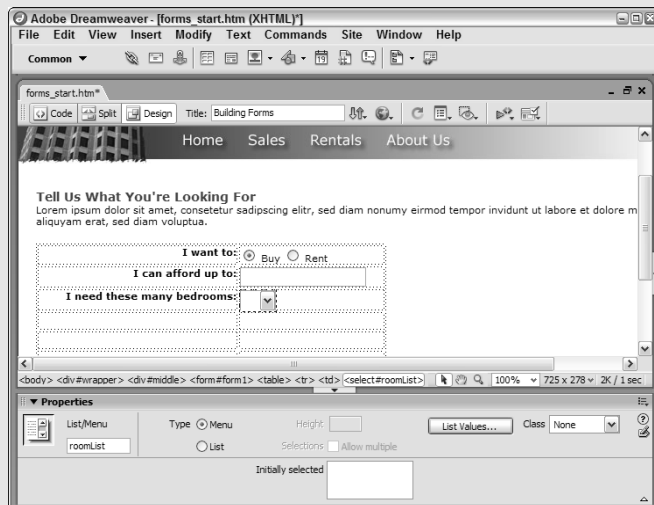 Adobe Dreamweaver - [forms_start.htm (XHTML)*]
File Edit View Insert Modify Text Commands Site Window Help
Common
forms_start.htm*
Code Split Design Title: Building Forms
Home Sales Rentals About Us
Tell Us What You're Looking For
Lorem ipsum dolor sit amet, consetetur sadipscing elitr, sed diam nonumy eirmod tempor invidunt ut labore et dolore m
aliquyam erat, sed diam voluptua.
I want to: Buy Rent
I can afford up to:
I need these many bedrooms:
<body> <div#wrapper> <div#middle> <form#form1> <table> <tr> <td> <select#roomList> 100% 725 x 278 2K / 1 sec
Properties
List/Menu Type Menu Height List Values... Class None
roomList List Selections Allow multiple
Initially selected